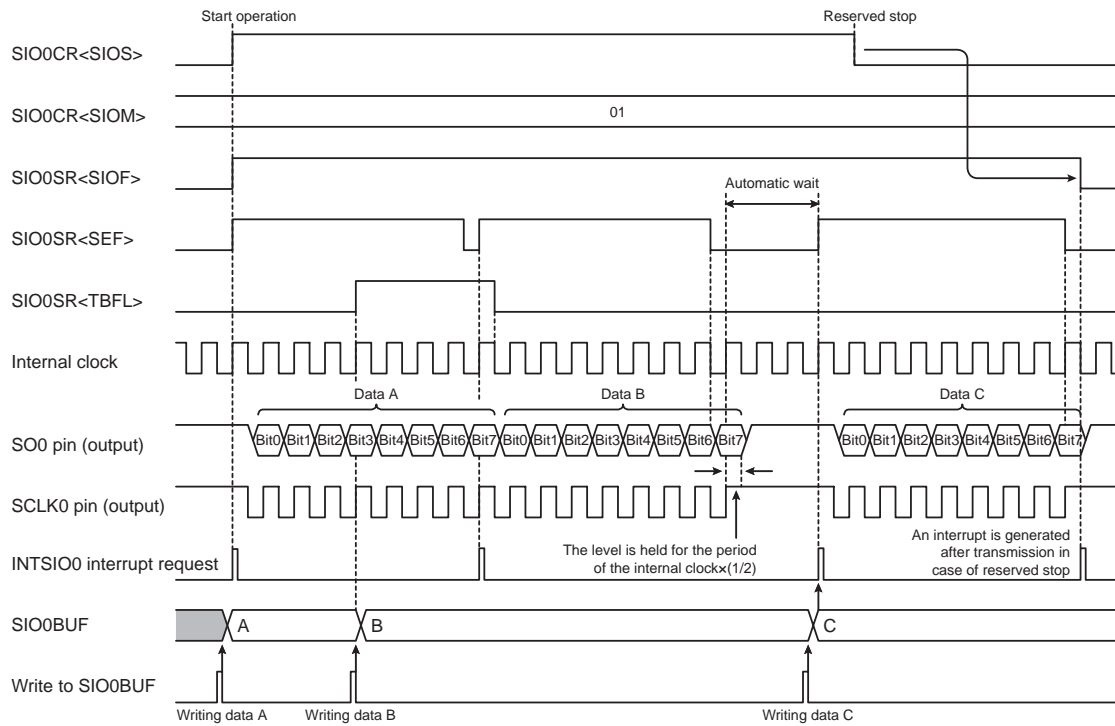 Start operation
Reserved stop
SIO0CR<SIOS>
SIO0CR<SIOM>
01
SIO0SR<SIOF>
Automatic wait
SIO0SR<SEF>
SIO0SR<TBFL>
Internal clock
Data A
Data B
Data C
SO0 pin (output)
Bit0 Bit1 Bit2 Bit3 Bit4 Bit5 Bit6 Bit7 Bit0 Bit1 Bit2 Bit3 Bit4 Bit5 Bit6 Bit7 Bit0 Bit1 Bit2 Bit3 Bit4 Bit5 Bit6 Bit7
SCLK0 pin (output)
The level is held for the period
of the internal clock×(1/2)
An interrupt is generated
after transmission in
case of reserved stop
INTSIO0 interrupt request
SIO0BUF
A
B
C
Write to SIO0BUF
Writing data A
Writing data B
Writing data C